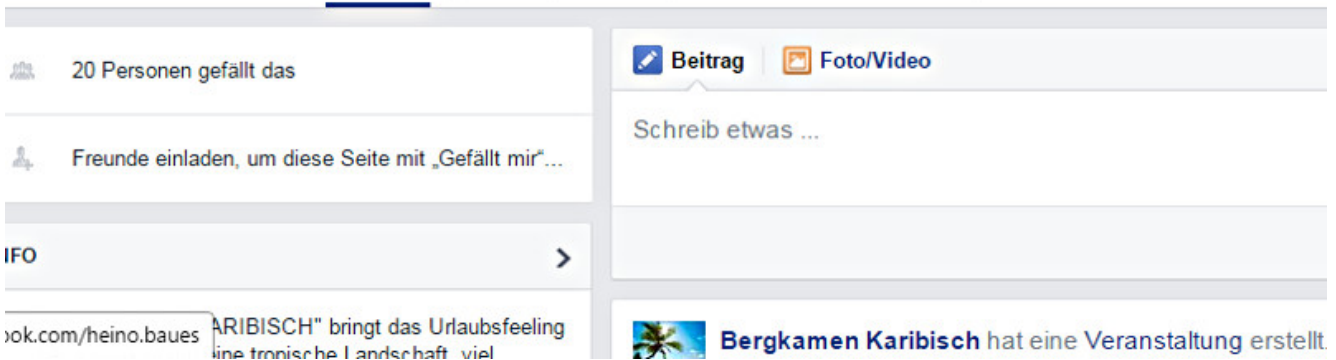 20 Personen gefällt das
Freunde einladen, um diese Seite mit „Gefällt mir“...
IFO
ARIBISCH" bringt das Urlaubsfeeling
ook.com/heino.baues
ine tropische Landschaft, viel
Beitrag
Foto/Video
Schreib etwas ...
Bergkamen Karibisch hat eine Veranstaltung erstellt.